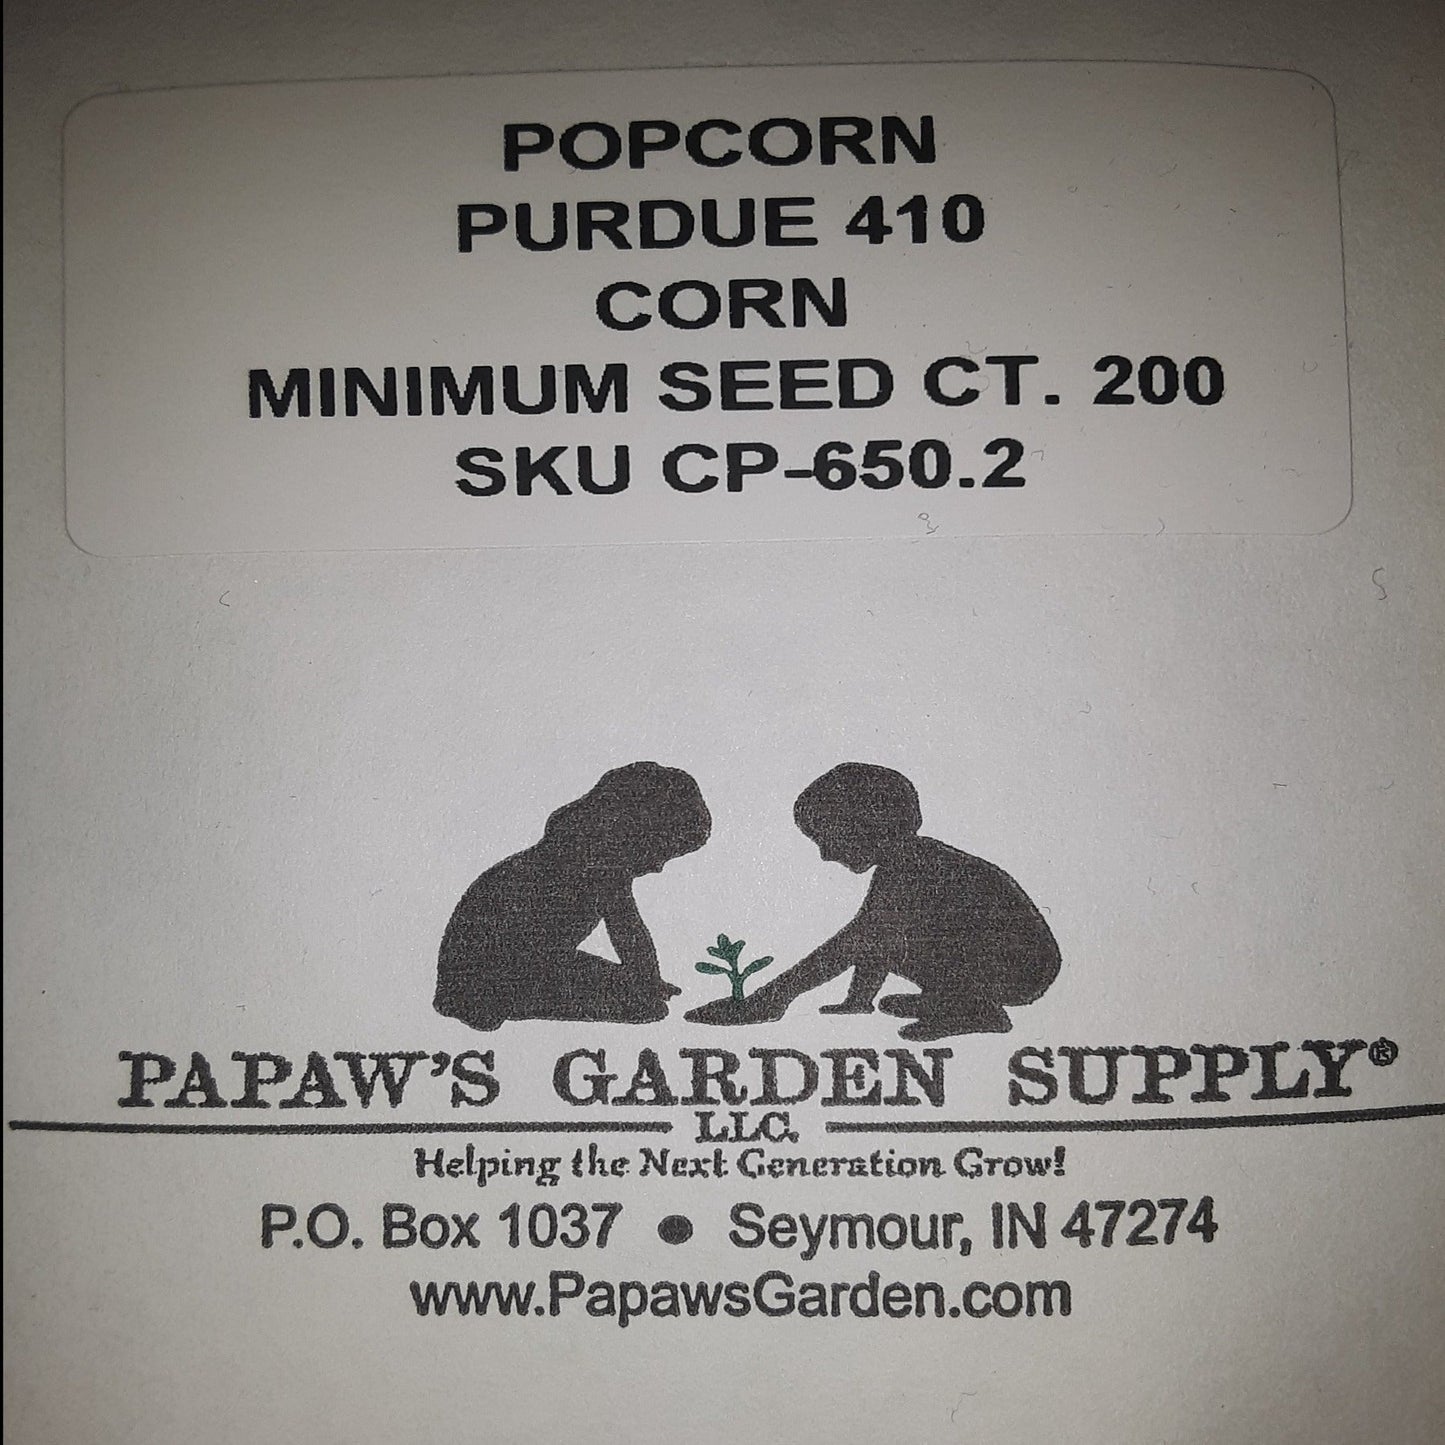 POPCORN
PURDUE 410
CORN
MINIMUM SEED CT. 200
SKU CP-650.2
PAPAW'S GARDEN SUPPLY®
LLC.
Helping the Next Generation Grow!
P.O. Box 1037 ● Seymour, IN 47274
www.PapawsGarden.com